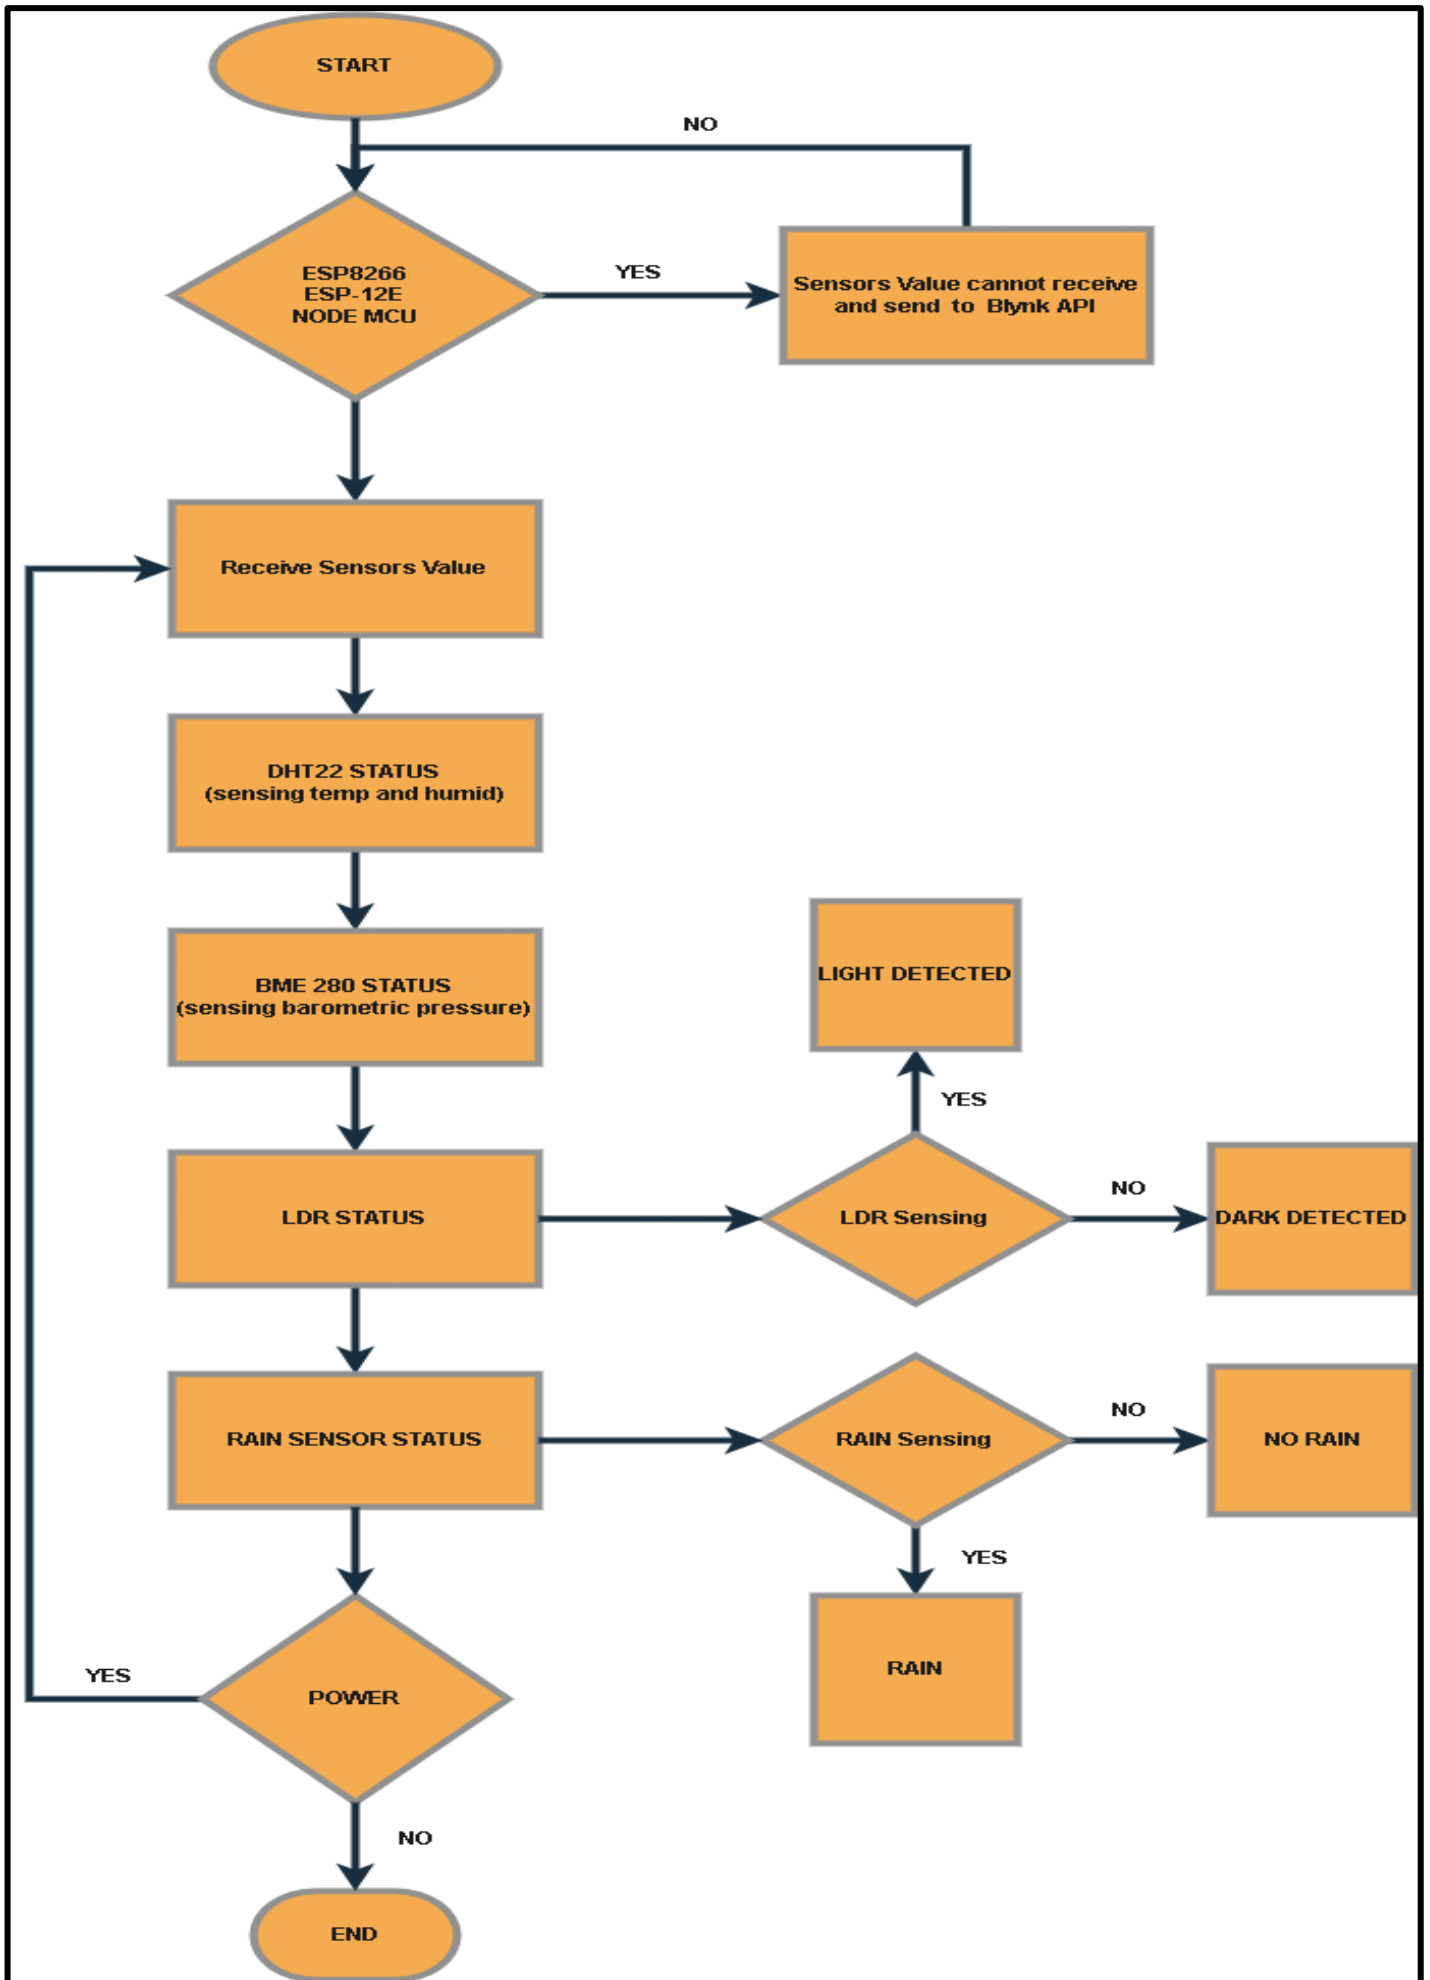 START
NO
ESP8266
ESP-12E
NODE MCU
YES
Sensors Value cannot receive
and send to Blynk API
Receive Sensors Value
DHT22 STATUS
(sensing temp and humid)
BME 280 STATUS
(sensing barometric pressure)
LIGHT DETECTED
YES
LDR STATUS
LDR Sensing
NO
DARK DETECTED
RAIN SENSOR STATUS
RAIN Sensing
NO
NO RAIN
YES
RAIN
YES
POWER
NO
END